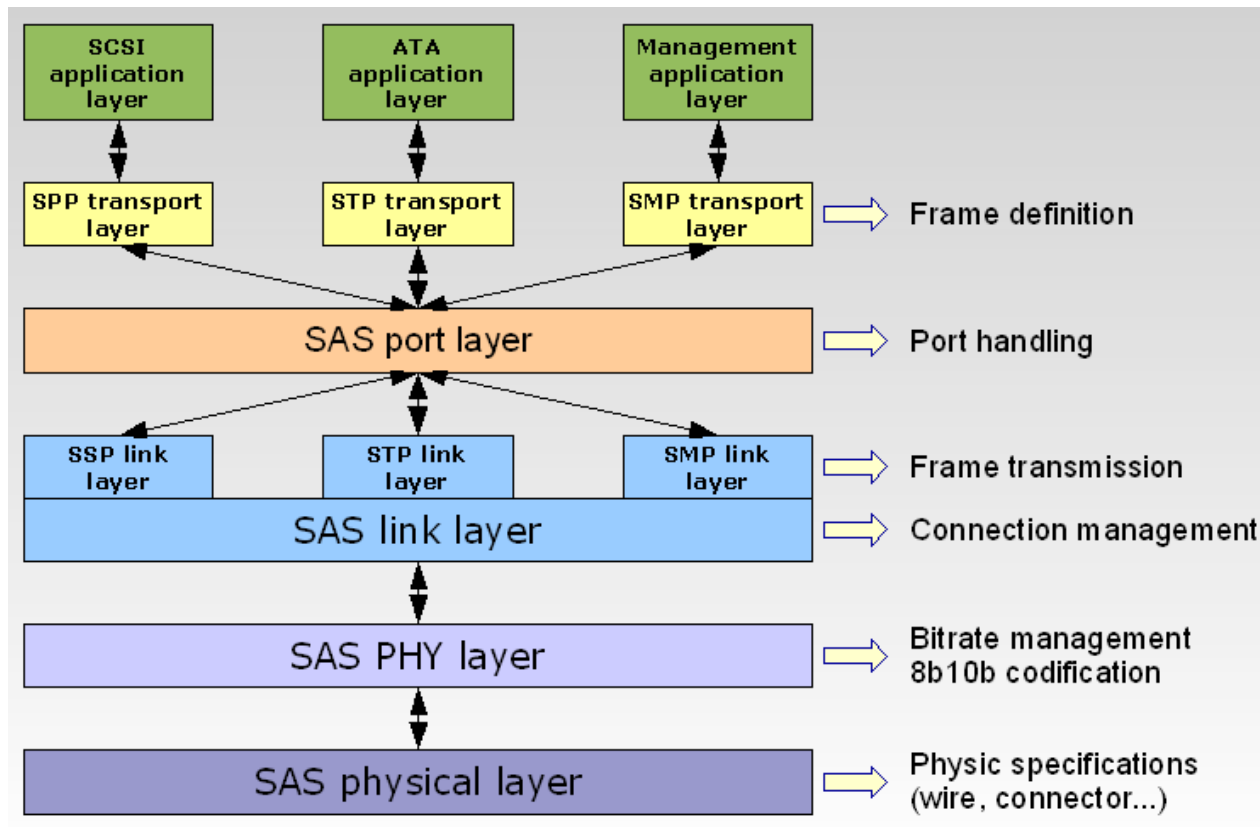 SCSI
application
layer
ATA
application
layer
Management
application
layer
SPP transport
layer
STP transport
layer
SMP transport
layer
Frame definition
SAS port layer
Port handling
SSP link
layer
STP link
layer
SMP link
layer
Frame transmission
SAS link layer
Connection management
SAS PHY layer
Bitrate management
8b10b codification
SAS physical layer
Physic specifications
(wire, connector...)